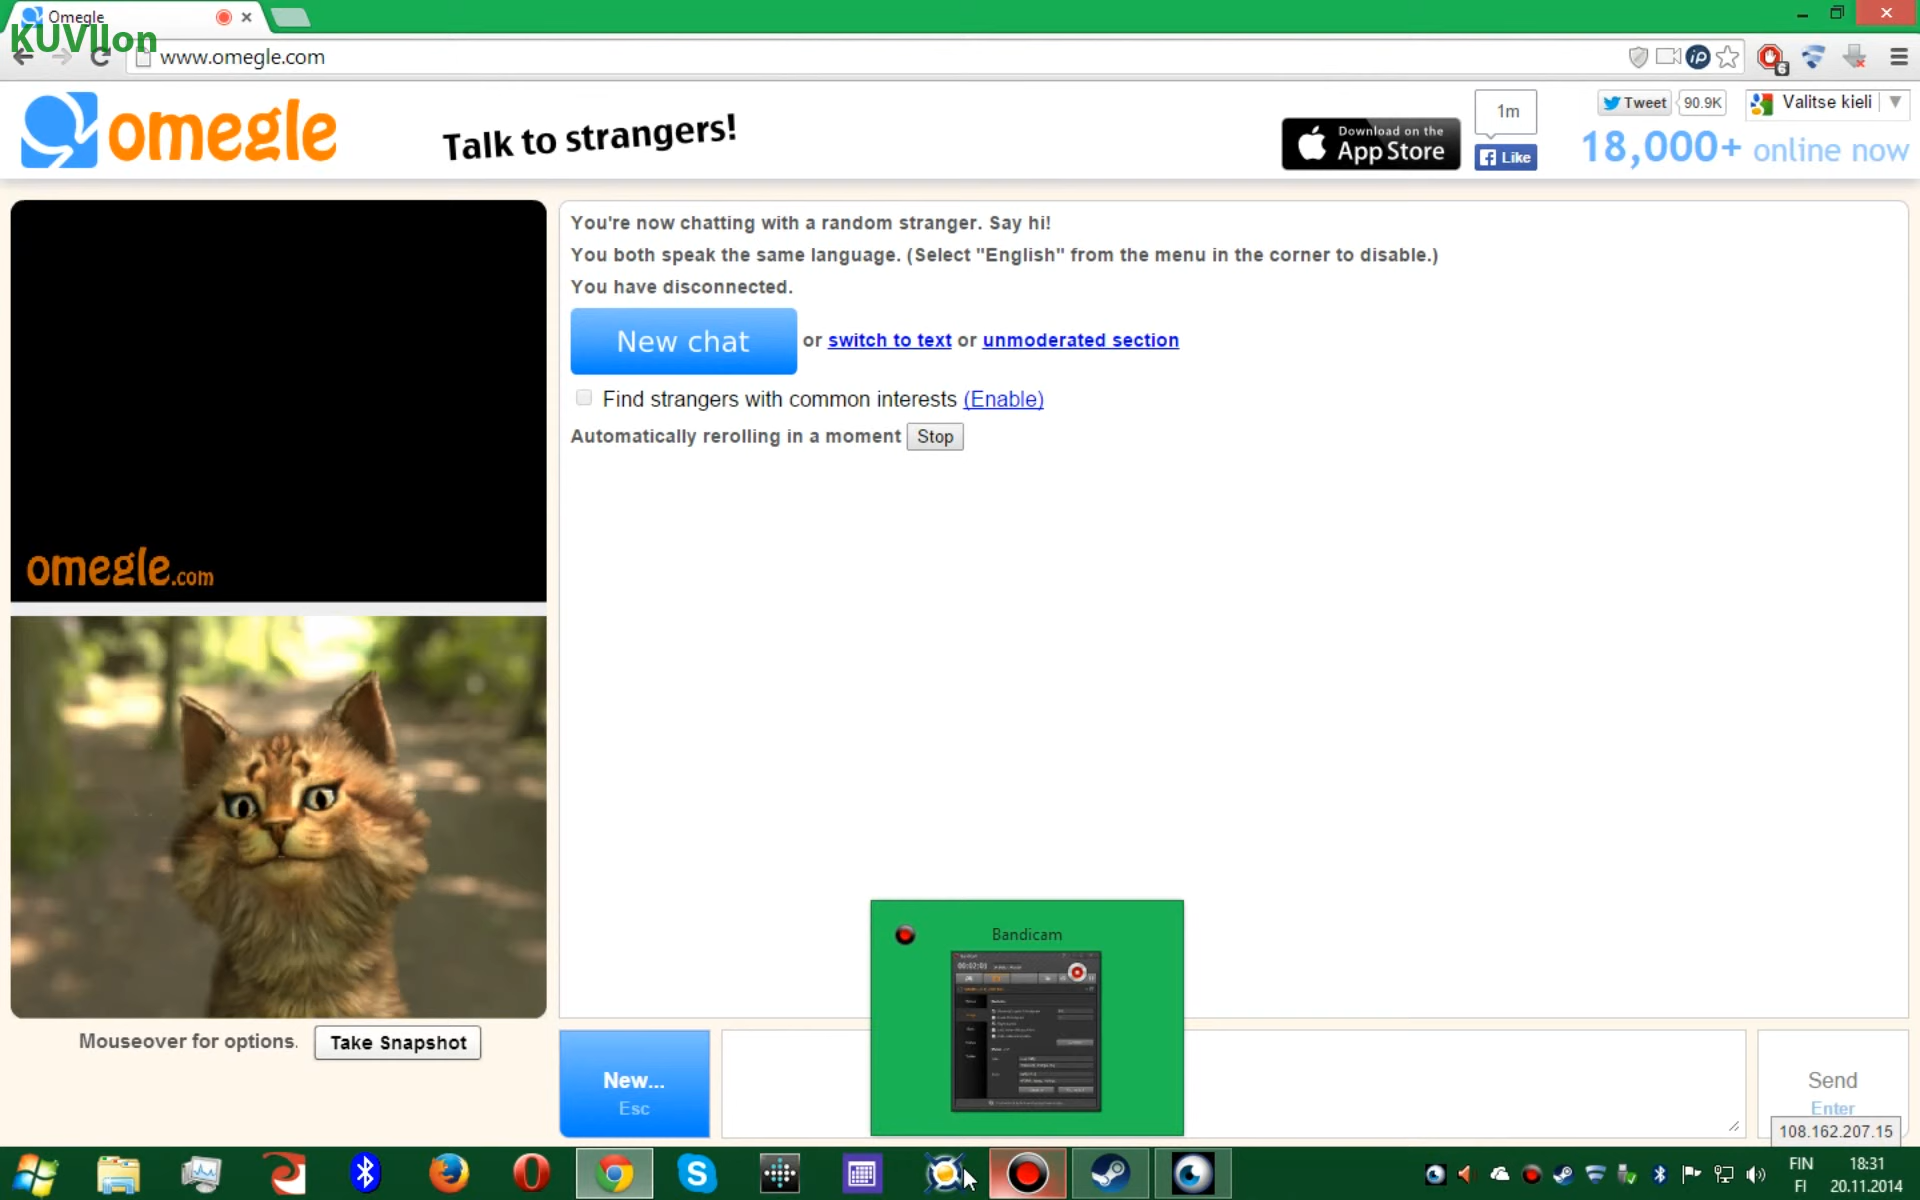 Omegle
KUVIIon
www.omegle.com
6
omegle
Talk to strangers!
Download on the
App Store
1m
Like
Tweet
90.9K
Valitse kieli
18,000+ online now
You're now chatting with a random stranger. Say hi!
You both speak the same language. (Select "English" from the menu in the corner to disable.)
You have disconnected.
New chat or switch to text or unmoderated section
Find strangers with common interests (Enable)
Automatically rerolling in a moment Stop
omegle.com
Mouseover for options.
Take Snapshot
New...
Esc
Bandicam
Send
Enter
108.162.207.15
FIN
FI
18:31
20.11.2014